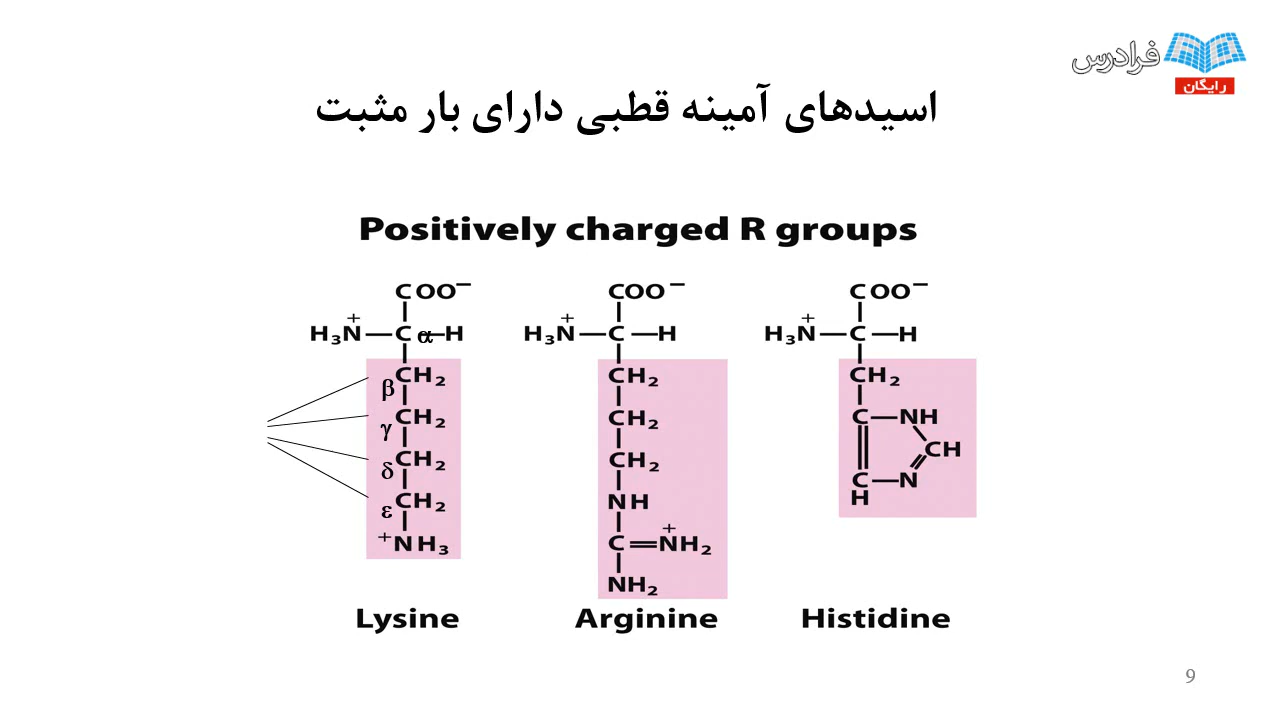 فرادرس
رایگان
اسیدهای آمینه قطبی دارای بار مثبت
Positively charged R groups
COO− COO− COO−
H3N+—C α—H H3N+—C—H H3N+—C—H
β CH2 CH2 CH2
γ CH2 CH2 C—NH
CH
δ CH2 CH2 C—N
H
ε CH2 NH
+NH3 C=NH2+
NH2
Lysine Arginine Histidine
9